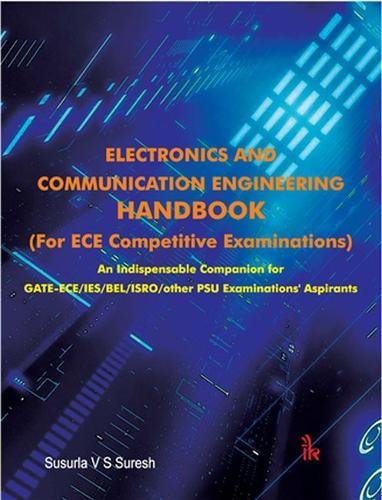 ELECTRONICS AND
COMMUNICATION ENGINEERING
HANDBOOK
(For ECE Competitive Examinations)
An Indispensable Companion for
GATE-ECE/IES/BEL/ISRO/other PSU Examinations' Aspirants
Susurla V S Suresh
ik